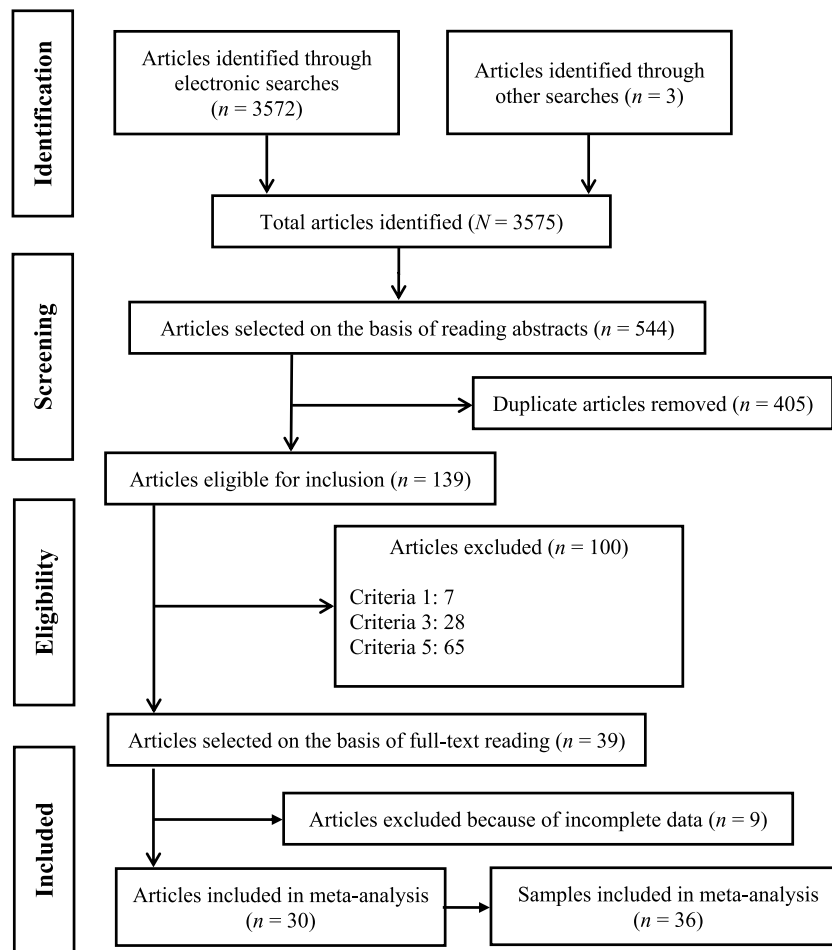 Identification
Articles identified through
electronic searches
(n = 3572)
Articles identified through
other searches (n = 3)
Total articles identified (N = 3575)
Screening
Articles selected on the basis of reading abstracts (n = 544)
Duplicate articles removed (n = 405)
Articles eligible for inclusion (n = 139)
Eligibility
Articles excluded (n = 100)
Criteria 1: 7
Criteria 3: 28
Criteria 5: 65
Articles selected on the basis of full-text reading (n = 39)
Included
Articles excluded because of incomplete data (n = 9)
Articles included in meta-analysis
(n = 30)
Samples included in meta-analysis
(n = 36)